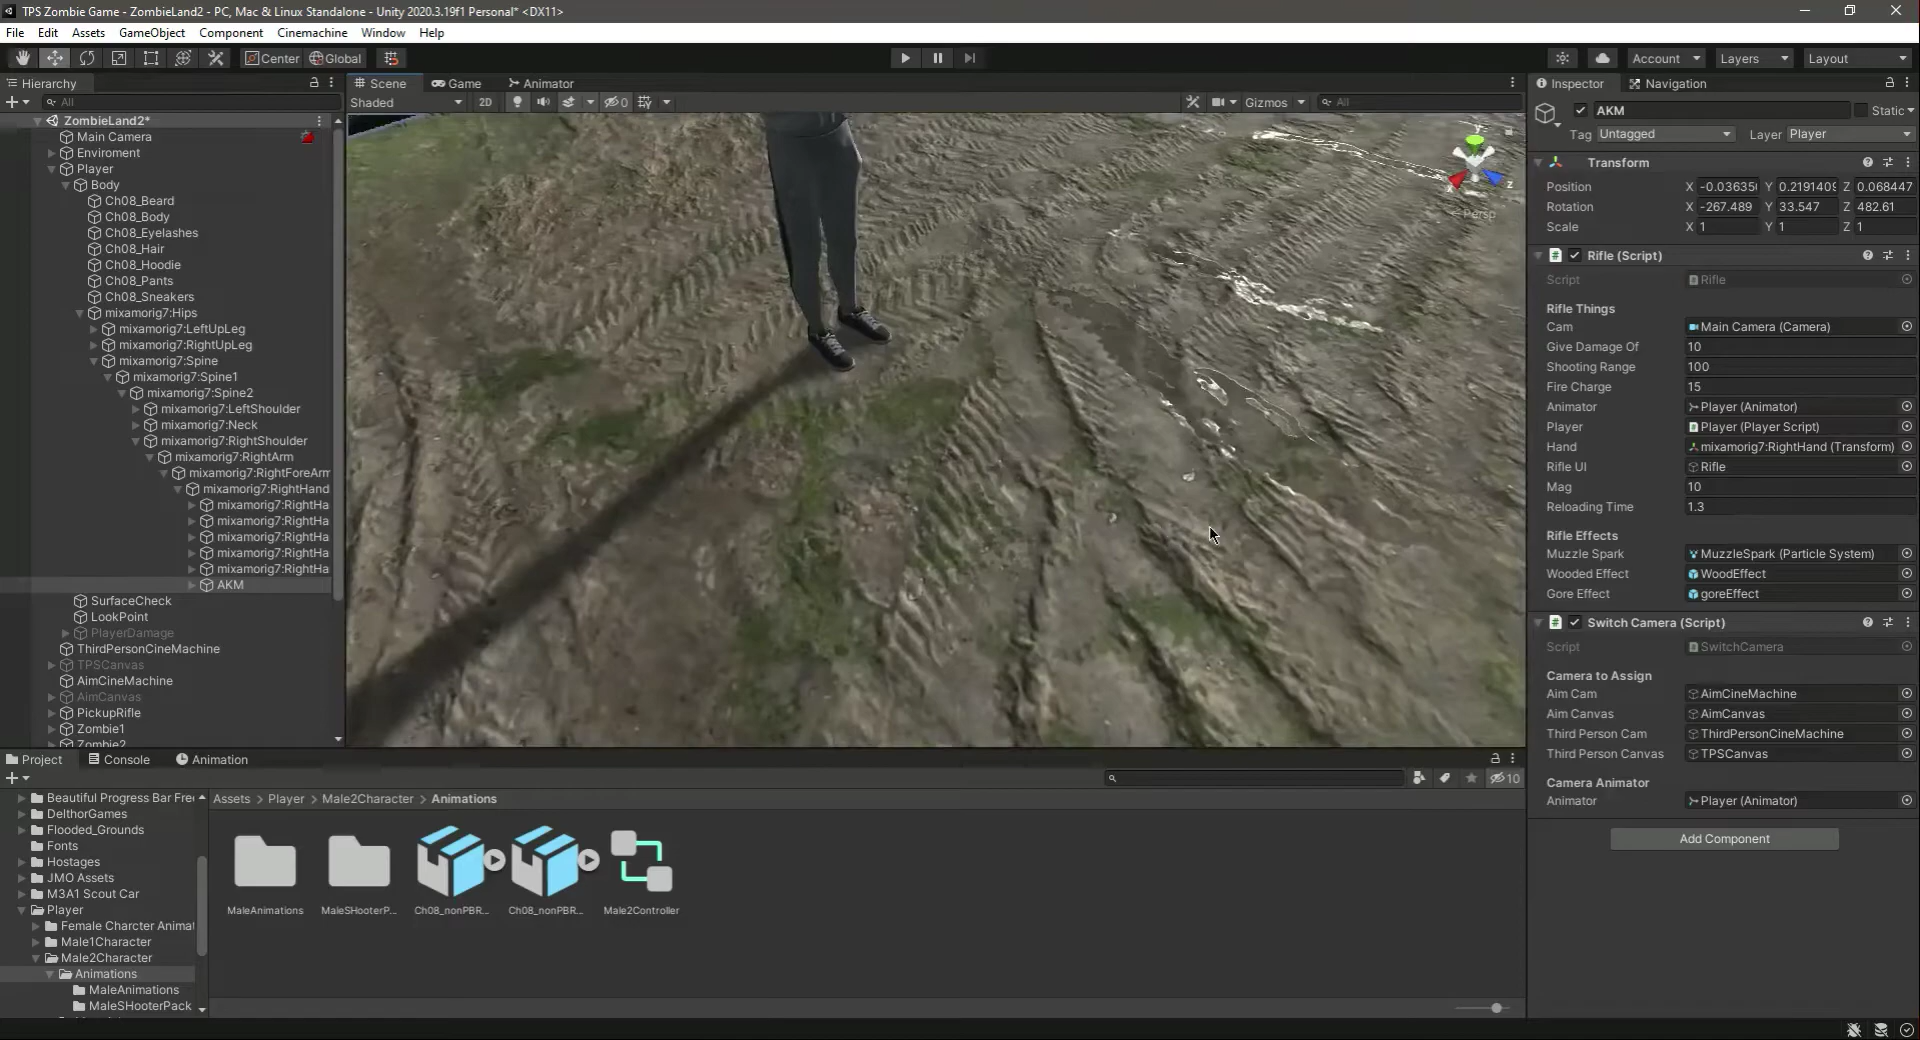 TPS Zombie Game - ZombieLand2 - PC, Mac & Linux Standalone - Unity 2020.3.19f1 Personal* <DX11>
File Edit Assets GameObject Component Cinemachine Window Help
Center Global Account Layers Layout
Hierarchy
All
ZombieLand2*
Main Camera
Enviroment
Player
Body
Ch08_Beard
Ch08_Body
Ch08_Eyelashes
Ch08_Hair
Ch08_Hoodie
Ch08_Pants
Ch08_Sneakers
mixamorig7:Hips
mixamorig7:LeftUpLeg
mixamorig7:RightUpLeg
mixamorig7:Spine
mixamorig7:Spine1
mixamorig7:Spine2
mixamorig7:LeftShoulder
mixamorig7:Neck
mixamorig7:RightShoulder
mixamorig7:RightArm
mixamorig7:RightForeArm
mixamorig7:RightHand
mixamorig7:RightHa
mixamorig7:RightHa
mixamorig7:RightHa
mixamorig7:RightHa
mixamorig7:RightHa
AKM
SurfaceCheck
LookPoint
PlayerDamage
ThirdPersonCineMachine
TPSCanvas
AimCineMachine
AimCanvas
PickupRifle
Zombie1
Zombie2
Scene Game Animator
Shaded 2D 0 Gizmos All
y
x z
Persp
Inspector Navigation
AKM Static
Tag Untagged Layer Player
Transform
Position X -0.03635 Y 0.2191409 Z 0.068447
Rotation X -267.489 Y 33.547 Z 482.61
Scale X 1 Y 1 Z 1
Rifle (Script)
Script Rifle
Rifle Things
Cam Main Camera (Camera)
Give Damage Of 10
Shooting Range 100
Fire Charge 15
Animator Player (Animator)
Player Player (Player Script)
Hand mixamorig7:RightHand (Transform)
Rifle UI Rifle
Mag 10
Reloading Time 1.3
Rifle Effects
Muzzle Spark MuzzleSpark (Particle System)
Wooded Effect WoodEffect
Gore Effect goreEffect
Switch Camera (Script)
Script SwitchCamera
Camera to Assign
Aim Cam AimCineMachine
Aim Canvas AimCanvas
Third Person Cam ThirdPersonCineMachine
Third Person Canvas TPSCanvas
Camera Animator
Animator Player (Animator)
Add Component
Project Console Animation
10
Beautiful Progress Bar Free
DelthorGames
Flooded_Grounds
Fonts
Hostages
JMO Assets
M3A1 Scout Car
Player
Female Charcter Animat
Male1Character
Male2Character
Animations
MaleAnimations
MaleSHooterPack
Assets > Player > Male2Character > Animations
MaleAnimations MaleSHooterP... Ch08_nonPBR... Ch08_nonPBR... Male2Controller